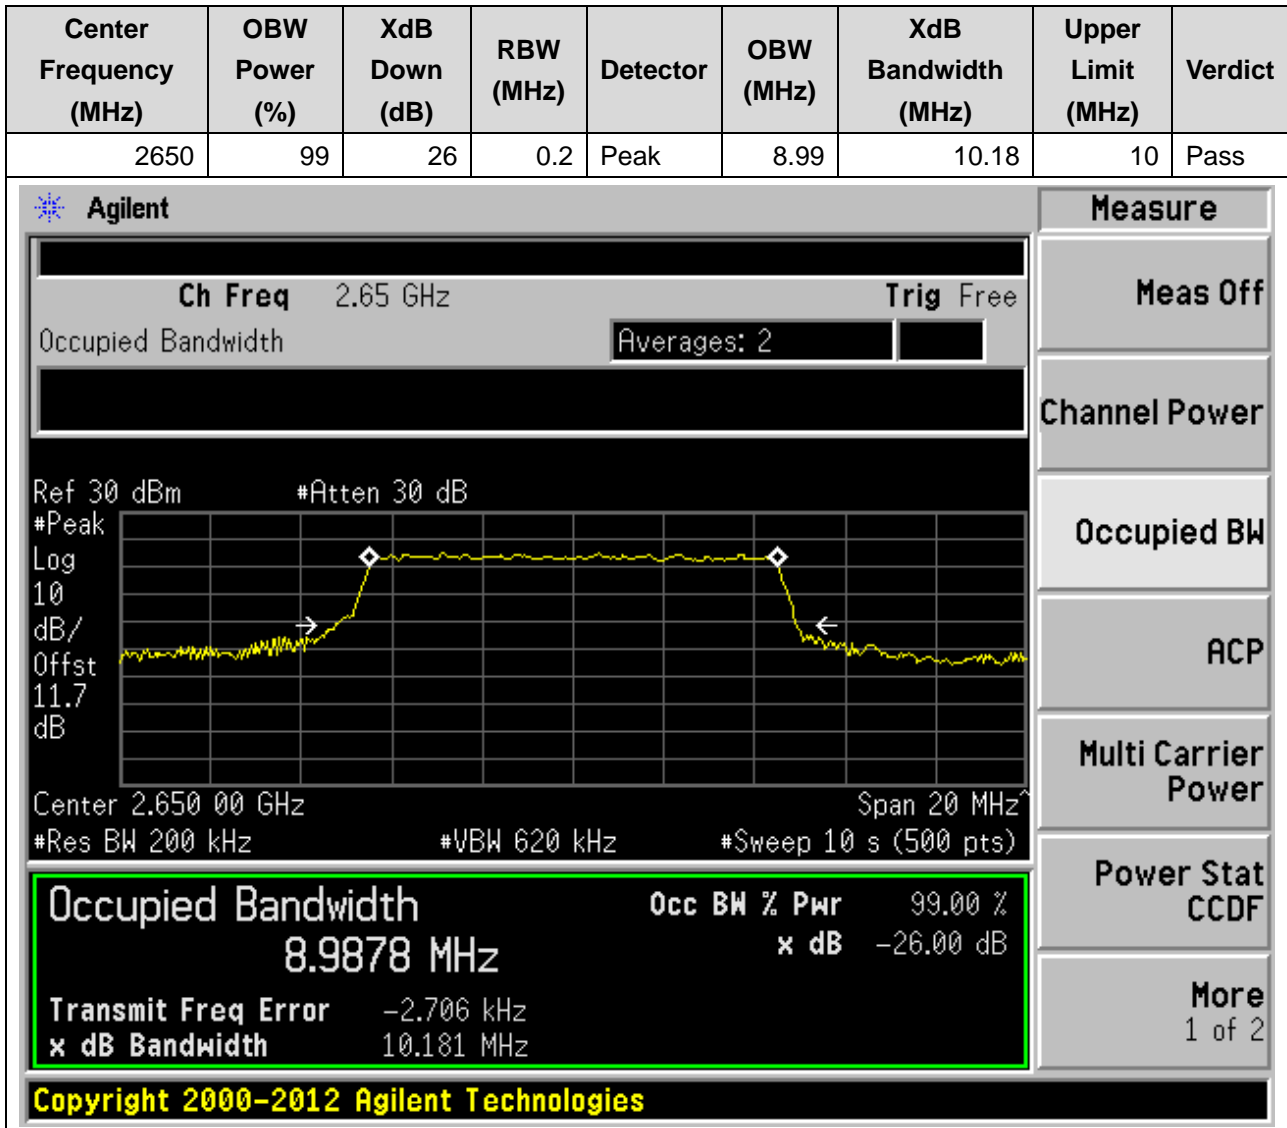 Center Frequency (MHz) OBW Power (%) XdB Down (dB) RBW (MHz) Detector OBW (MHz) XdB Bandwidth (MHz) Upper Limit (MHz) Verdict
2650 99 26 0.2 Peak 8.99 10.18 10 Pass
Agilent
Measure
Ch Freq 2.65 GHz Trig Free
Meas Off
Occupied Bandwidth Averages: 2
Channel Power
Ref 30 dBm #Atten 30 dB
#Peak
Log
10
dB/
Offst
11.7
dB
Occupied BW
ACP
Multi Carrier
Power
Center 2.650 00 GHz Span 20 MHz^
#Res BW 200 kHz #VBW 620 kHz #Sweep 10 s (500 pts)
Power Stat
CCDF
Occupied Bandwidth
8.9878 MHz
Occ BW % Pwr 99.00 %
x dB -26.00 dB
Transmit Freq Error -2.706 kHz
x dB Bandwidth 10.181 MHz
More
1 of 2
Copyright 2000-2012 Agilent Technologies